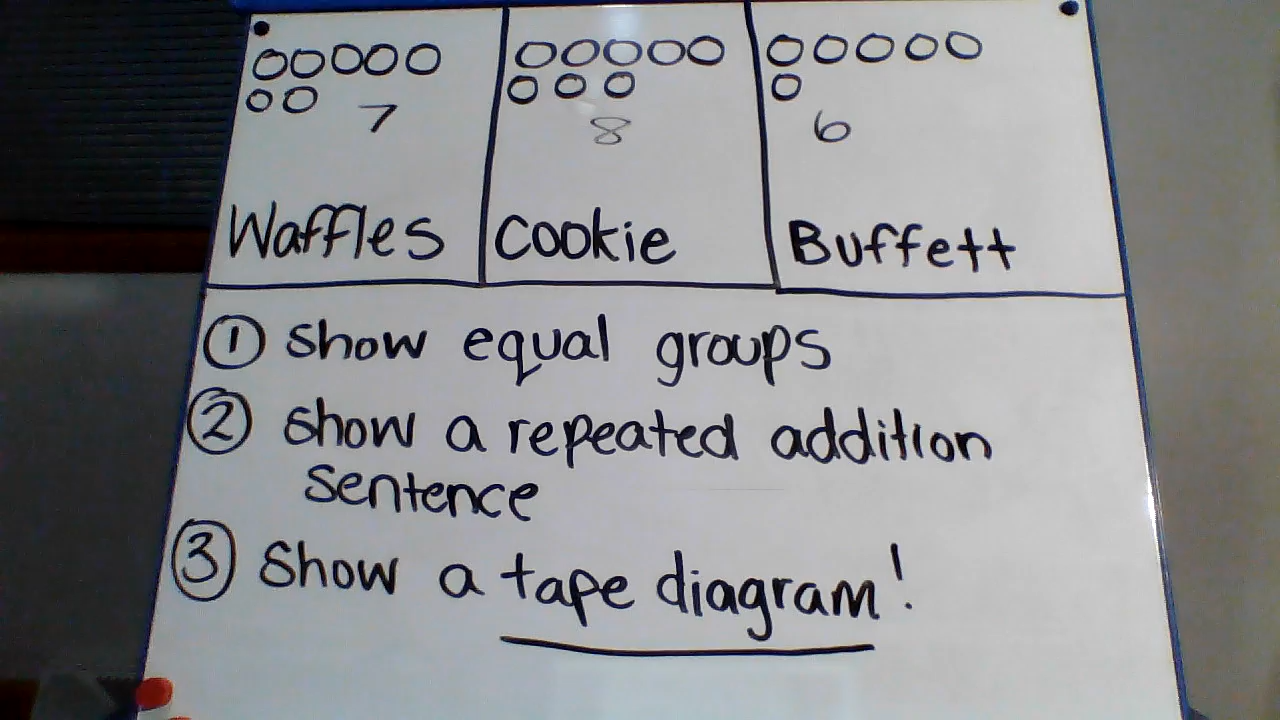 7
8
6
Waffles
Cookie
Buffett
① Show equal groups
② Show a repeated addition
sentence
③ Show a tape diagram!